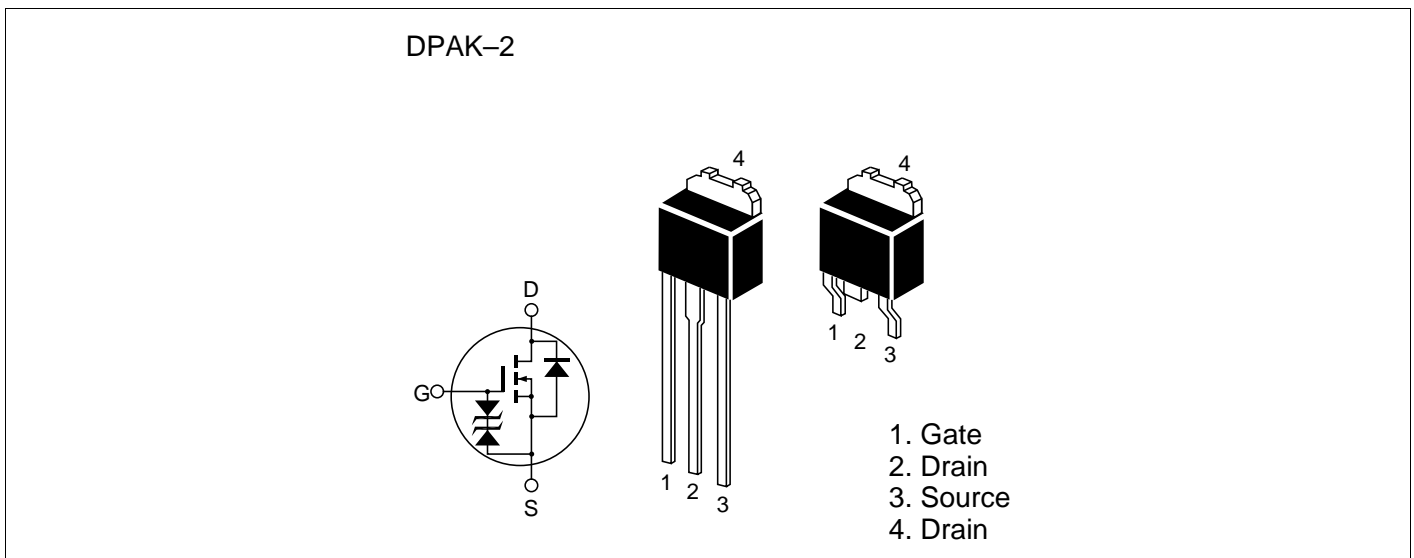 DPAK–2
4
4
D
G
S
1
2
3
1
2
3
1. Gate
2. Drain
3. Source
4. Drain